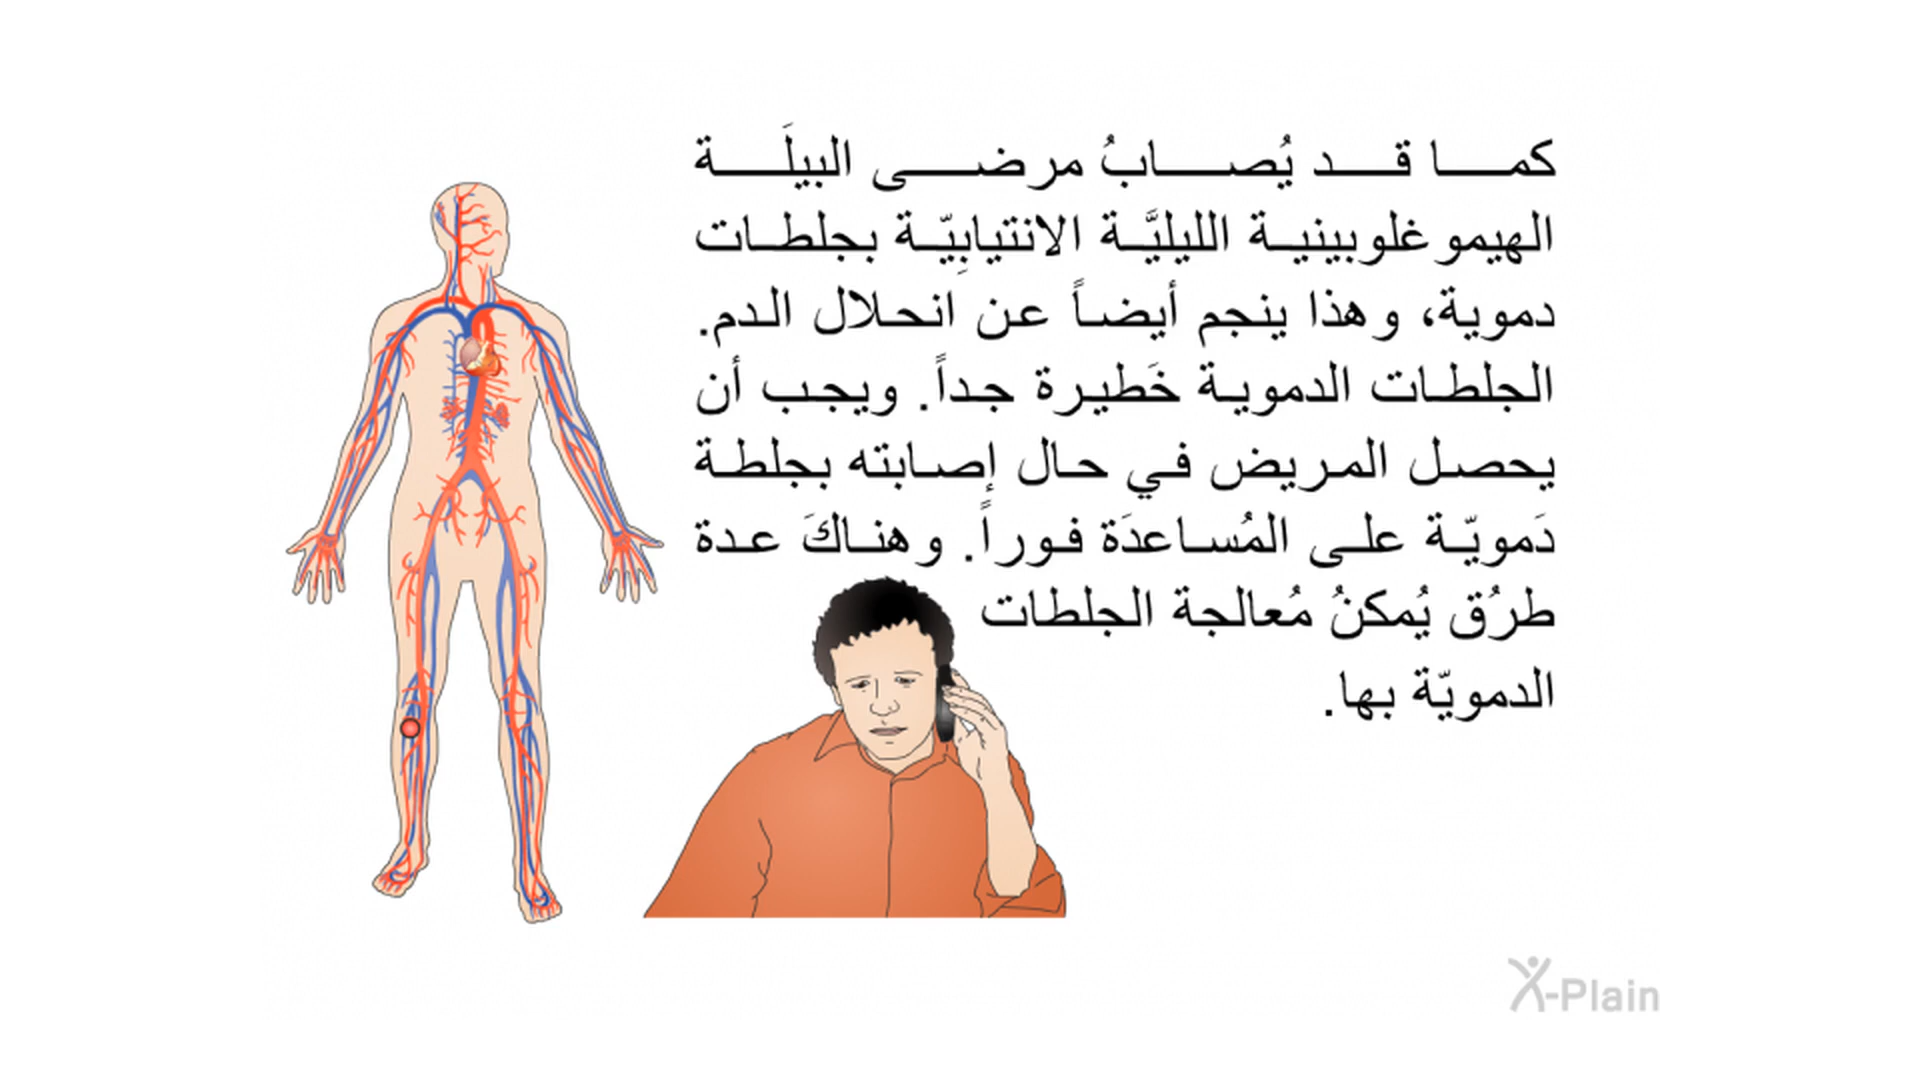 كما قد يُصابُ مرضى البيلَة
الهيموغلوبينية الليليَّة الانتيابِيّة بجلطات
دموية، وهذا ينجم أيضاً عن انحلال الدم.
الجلطات الدموية خَطيرة جداً. ويجب أن
يحصل المريض في حال إصابته بجلطة
دَمويّة على المُساعدَة فوراً. وهناكَ عدة
طرُق يُمكنُ مُعالجة الجلطات
الدمويّة بها.
X-Plain